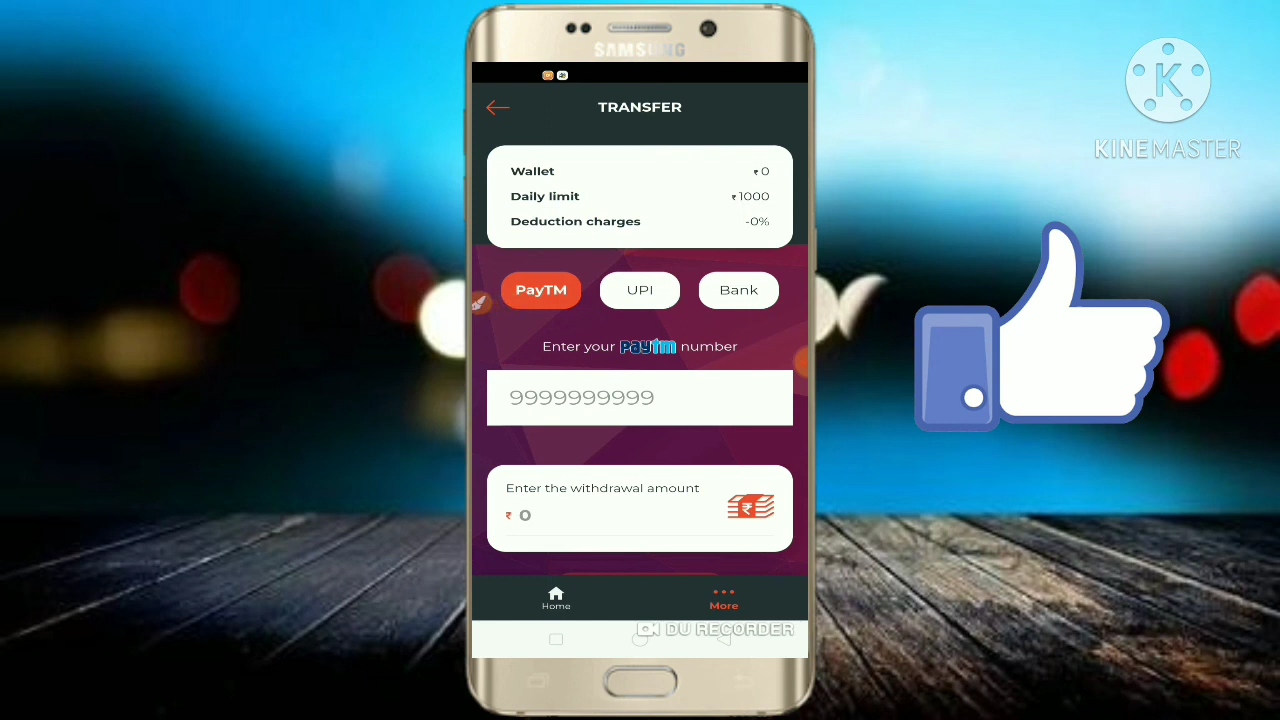 SAMSUNG
K
KINEMASTER
TRANSFER
Wallet ₹ 0
Daily limit ₹ 1000
Deduction charges -0%
PayTM UPI Bank
Enter your paytm number
9999999999
Enter the withdrawal amount
₹ 0
₹
Home More
DU RECORDER